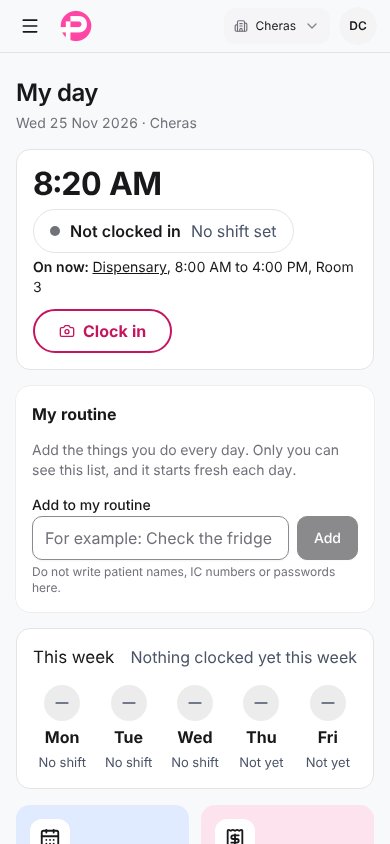 Cheras
DC
My day
Wed 25 Nov 2026 · Cheras
8:20 AM
Not clocked in No shift set
On now: Dispensary, 8:00 AM to 4:00 PM, Room
3
Clock in
My routine
Add the things you do every day. Only you can
see this list, and it starts fresh each day.
Add to my routine
For example: Check the fridge
Add
Do not write patient names, IC numbers or passwords
here.
This week Nothing clocked yet this week
Mon Tue Wed Thu Fri
No shift No shift No shift Not yet Not yet